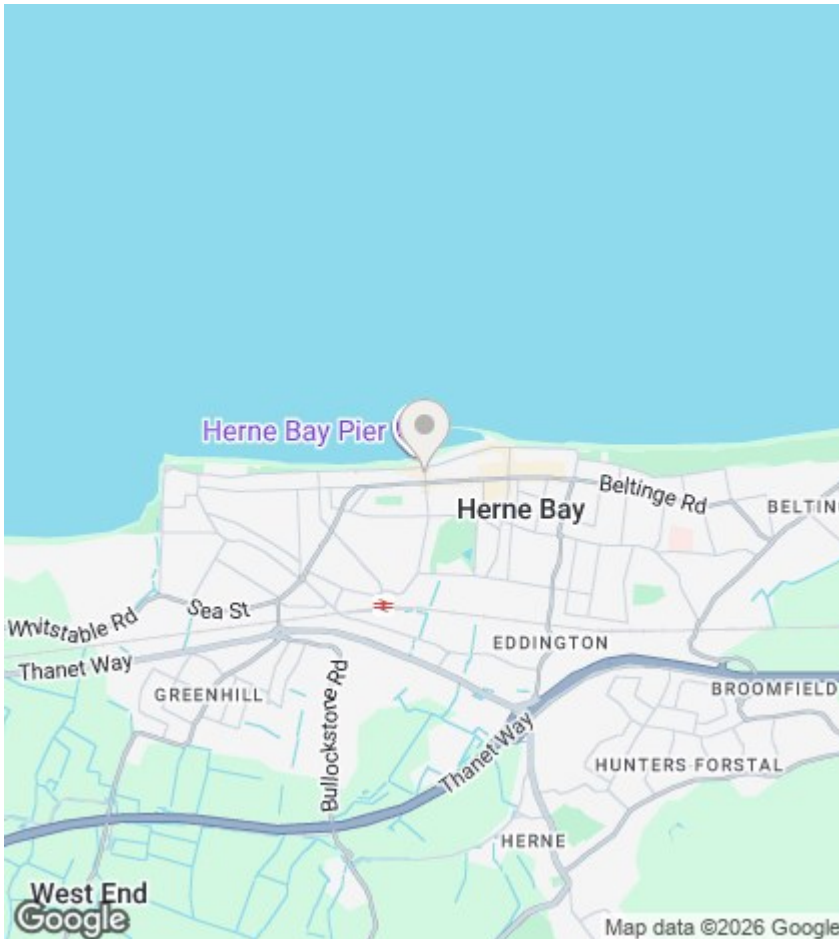 Herne Bay Pier
Herne Bay
Beltinge Rd
BELTIN
Whitstable Rd
Sea St
Thanet Way
EDDINGTON
GREENHILL
Bullockstone Rd
BROOMFIELD
Thanet Way
HUNTERS FORSTAL
HERNE
West End
Google
Map data ©2026 Google